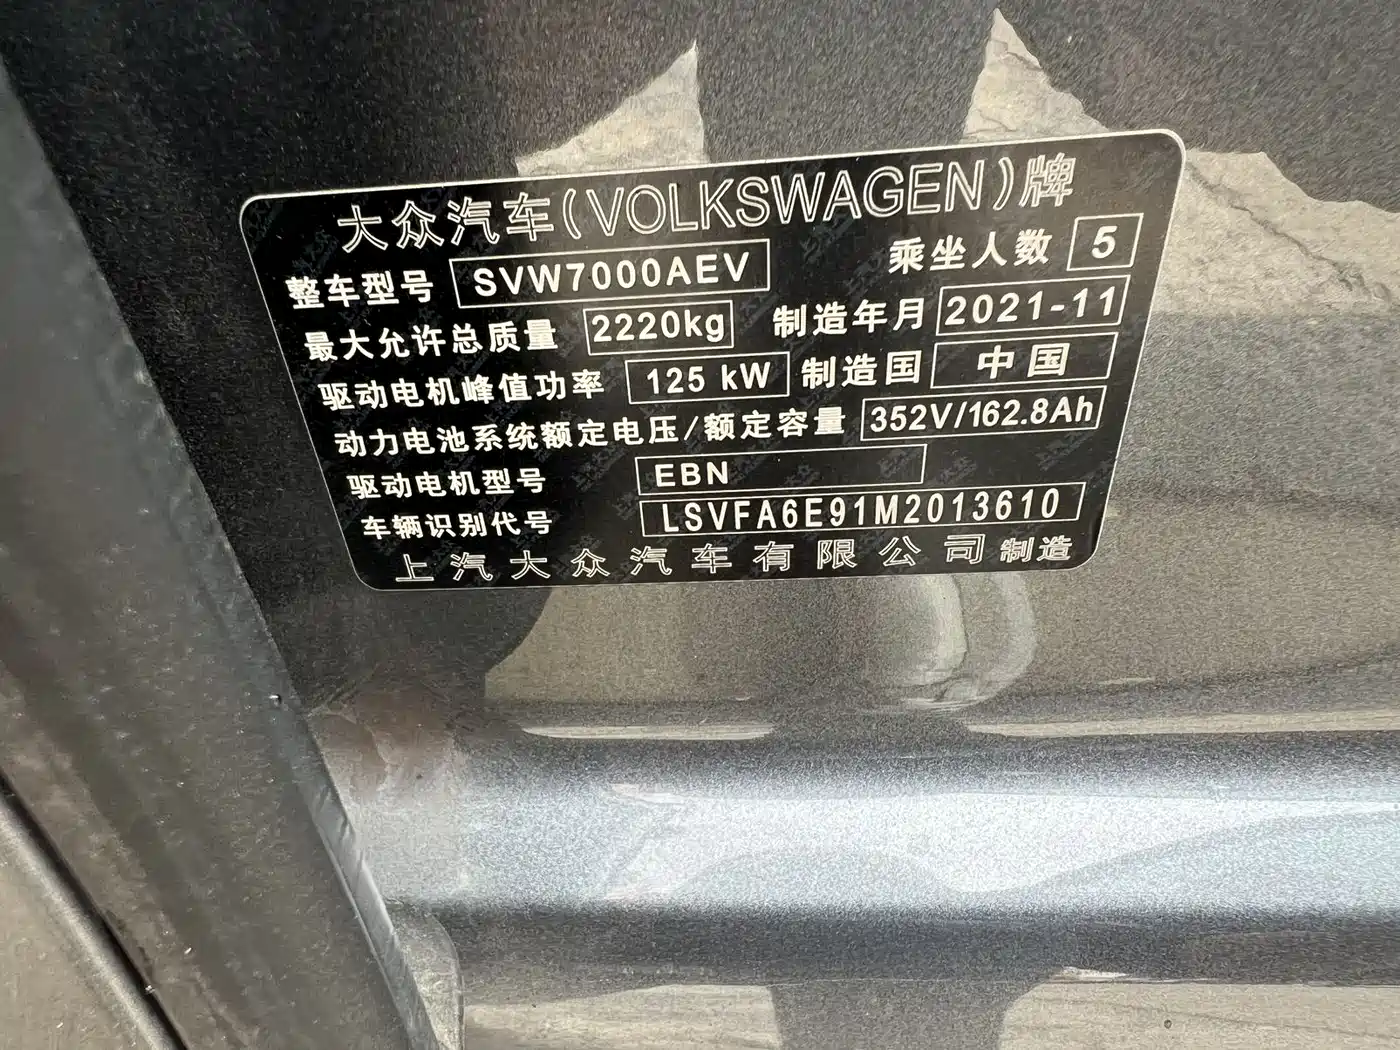 大众汽车(VOLKSWAGEN)牌
整车型号 SVW7000AEV 乘坐人数 5
最大允许总质量 2220kg 制造年月 2021-11
驱动电机峰值功率 125 kW 制造国 中国
动力电池系统额定电压/额定容量 352V/162.8Ah
驱动电机型号 EBN
车辆识别代号 LSVFA6E91M2013610
上汽大众汽车有限公司制造